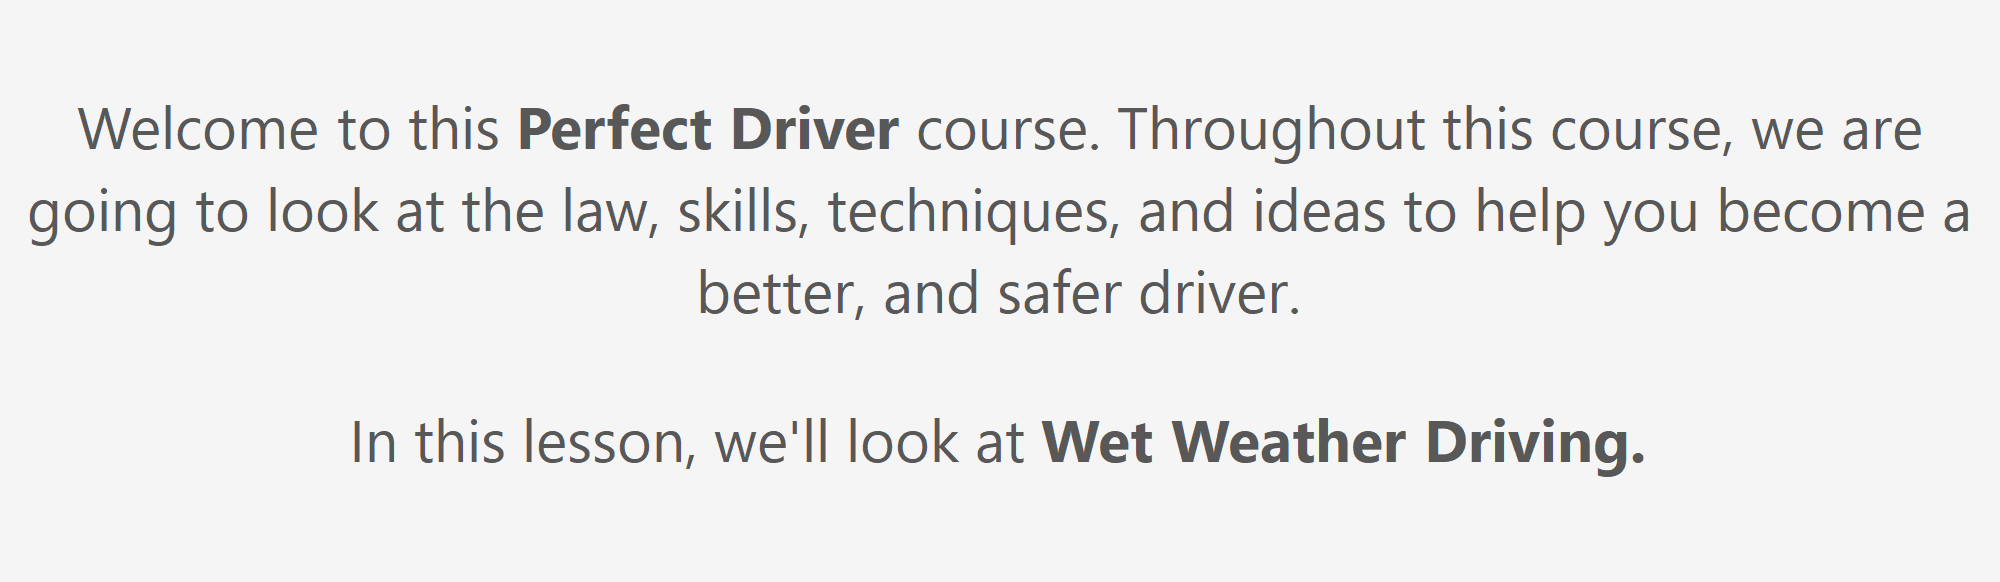 Welcome to this Perfect Driver course. Throughout this course, we are
going to look at the law, skills, techniques, and ideas to help you become a
better, and safer driver.
In this lesson, we'll look at Wet Weather Driving.